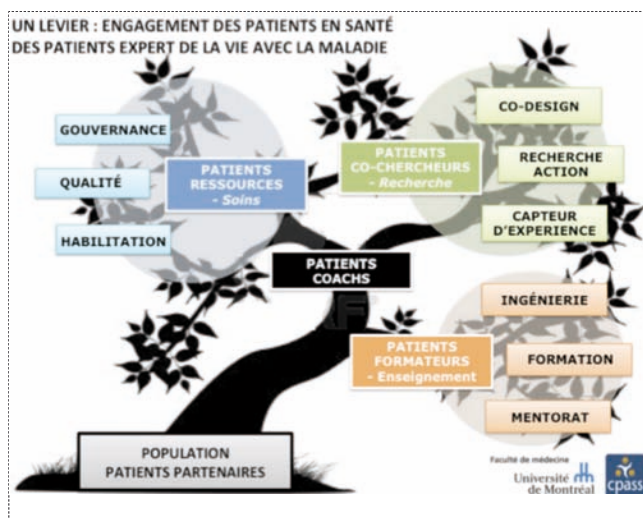 UN LEVIER : ENGAGEMENT DES PATIENTS EN SANTÉ
DES PATIENTS EXPERT DE LA VIE AVEC LA MALADIE
GOUVERNANCE
QUALITÉ
HABILITATION
PATIENTS
RESSOURCES
- Soins
PATIENTS
CO-CHERCHEURS
- Recherche
CO-DESIGN
RECHERCHE
ACTION
CAPTEUR
D'EXPERIENCE
PATIENTS
COACHS
PATIENTS
FORMATEURS
- Enseignement
INGÉNIERIE
FORMATION
MENTORAT
POPULATION
PATIENTS PARTENAIRES
Faculté de médecine
Université
de Montréal
cpass